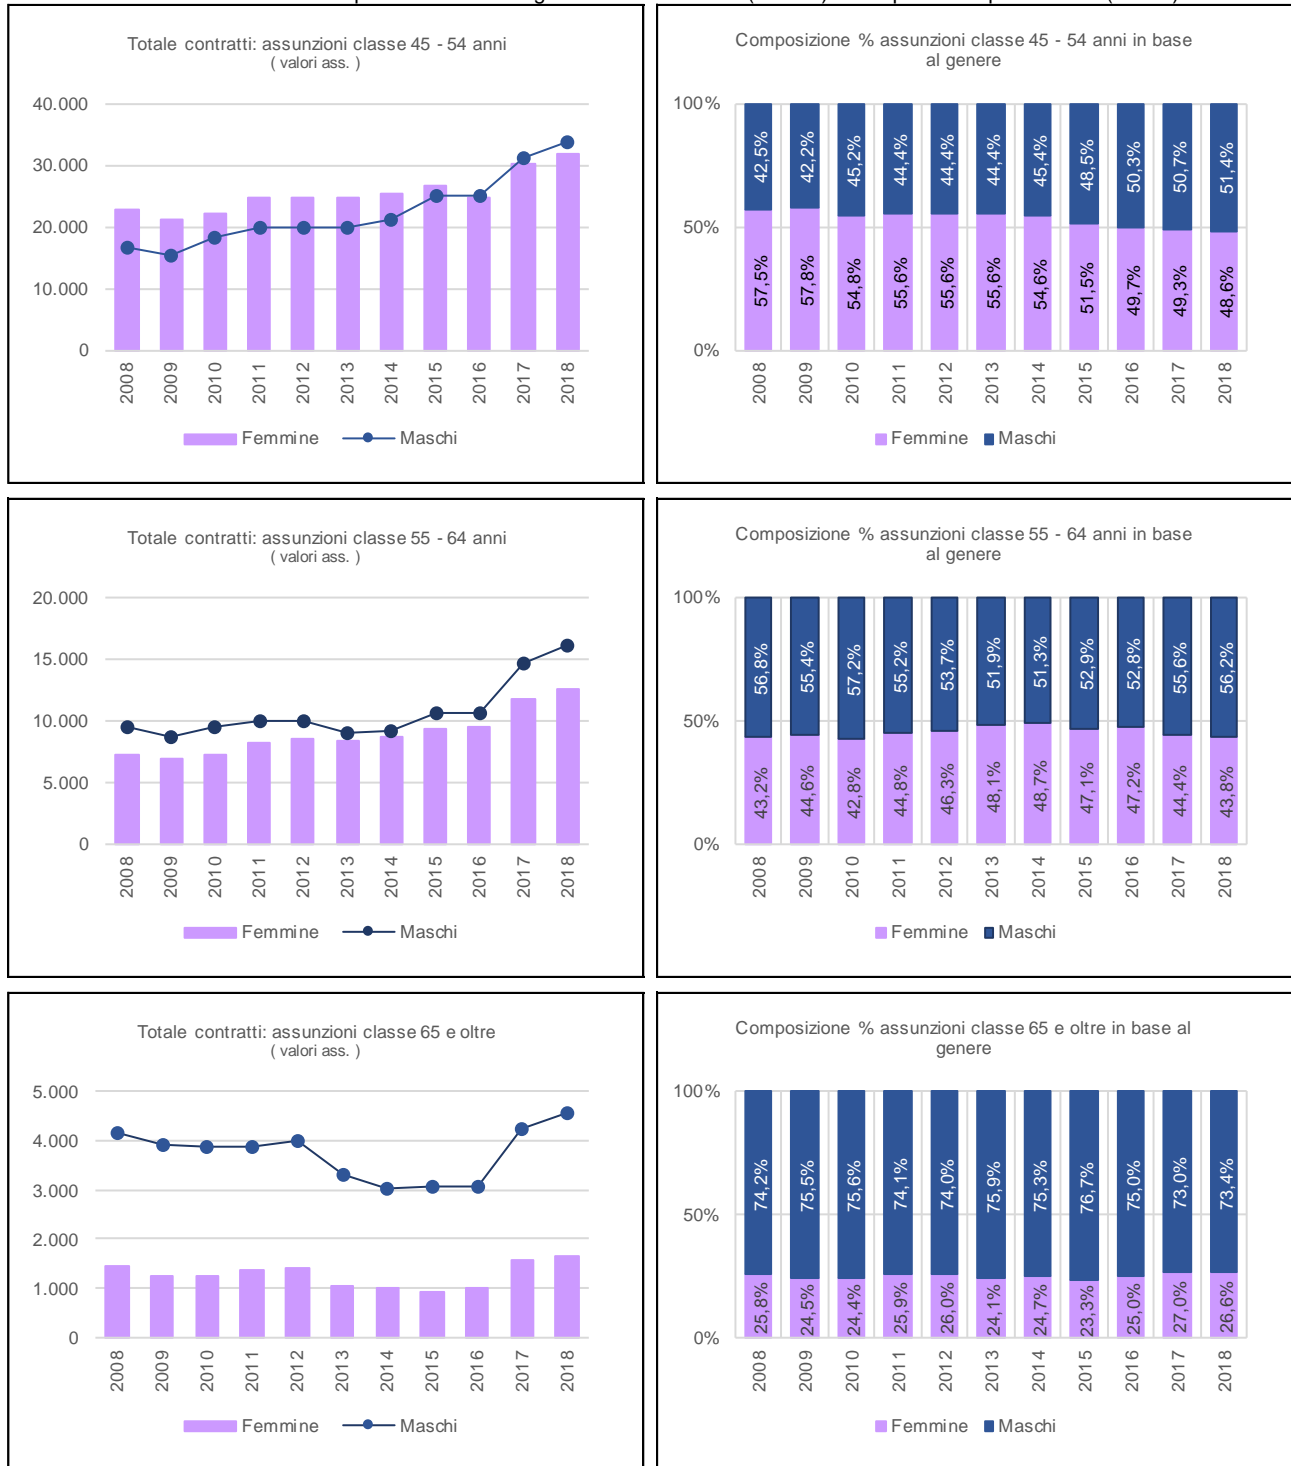 Totale contratti: assunzioni classe 45 - 54 anni
( valori ass. )
40.000
30.000
20.000
10.000
0
2008 2009 2010 2011 2012 2013 2014 2015 2016 2017 2018
Femmine Maschi
Composizione % assunzioni classe 45 - 54 anni in base
al genere
100%
50%
0%
42,5% 42,2% 45,2% 44,4% 44,4% 44,4% 45,4% 48,5% 50,3% 50,7% 51,4%
57,5% 57,8% 54,8% 55,6% 55,6% 55,6% 54,6% 51,5% 49,7% 49,3% 48,6%
2008 2009 2010 2011 2012 2013 2014 2015 2016 2017 2018
Femmine Maschi
Totale contratti: assunzioni classe 55 - 64 anni
( valori ass. )
20.000
15.000
10.000
5.000
0
2008 2009 2010 2011 2012 2013 2014 2015 2016 2017 2018
Femmine Maschi
Composizione % assunzioni classe 55 - 64 anni in base
al genere
100%
50%
0%
56,8% 55,4% 57,2% 55,2% 53,7% 51,9% 51,3% 52,9% 52,8% 55,6% 56,2%
43,2% 44,6% 42,8% 44,8% 46,3% 48,1% 48,7% 47,1% 47,2% 44,4% 43,8%
2008 2009 2010 2011 2012 2013 2014 2015 2016 2017 2018
Femmine Maschi
Totale contratti: assunzioni classe 65 e oltre
( valori ass. )
5.000
4.000
3.000
2.000
1.000
0
2008 2009 2010 2011 2012 2013 2014 2015 2016 2017 2018
Femmine Maschi
Composizione % assunzioni classe 65 e oltre in base al
genere
100%
50%
0%
74,2% 75,5% 75,6% 74,1% 74,0% 75,9% 75,3% 76,7% 75,0% 73,0% 73,4%
25,8% 24,5% 24,4% 25,9% 26,0% 24,1% 24,7% 23,3% 25,0% 27,0% 26,6%
2008 2009 2010 2011 2012 2013 2014 2015 2016 2017 2018
Femmine Maschi